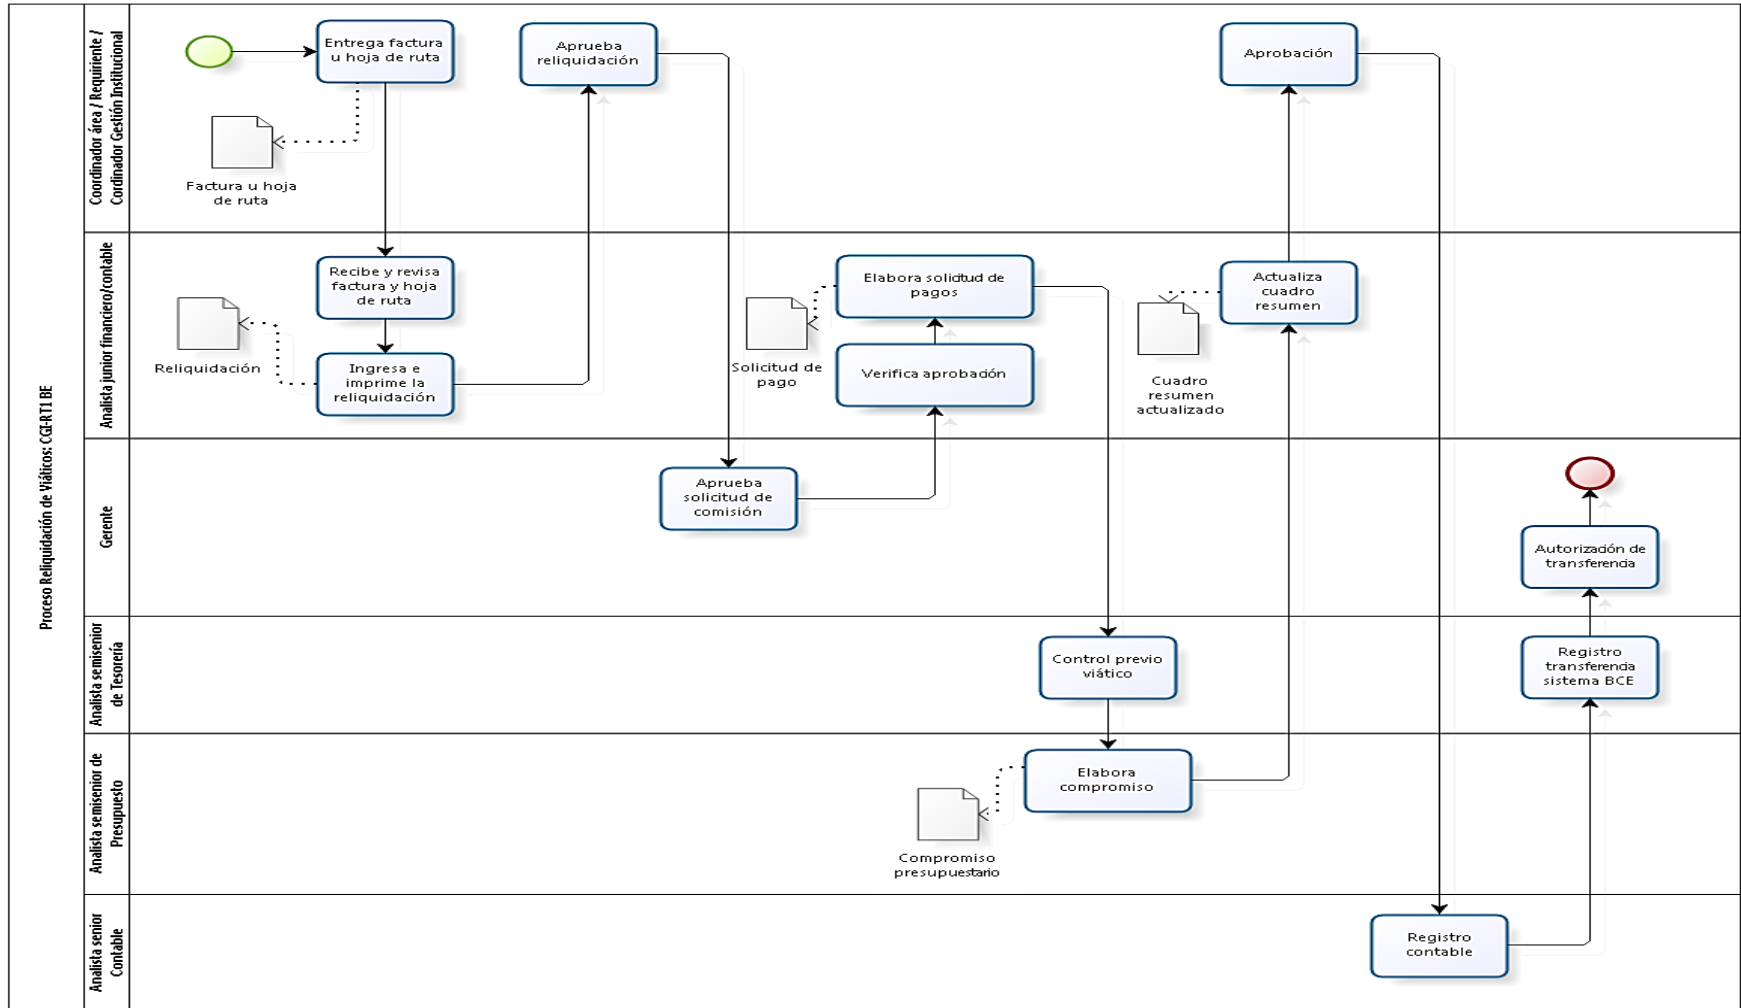 Proceso Reliquidación de Viáticos: CGI-RT1 BE
Coordinador área / Requiriente /
Cordinador Gestión Institucional
Entrega factura
u hoja de ruta
Factura u hoja
de ruta
Aprueba
reliquidación
Aprobación
Analista junior financiero/contable
Recibe y revisa
factura y hoja
de ruta
Reliquidación
Ingresa e
imprime la
reliquidación
Elabora solicitud de
pagos
Solicitud de
pago
Verifica aprobación
Actualiza
cuadro
resumen
Cuadro
resumen
actualizado
Gerente
Aprueba
solicitud de
comisión
Autorización de
transferencia
Analista semisenior
de Tesorería
Control previo
viático
Registro
transferencia
sistema BCE
Analista semisenior de
Presupuesto
Elabora
compromiso
Compromiso
presupuestario
Analista senior
Contable
Registro
contable